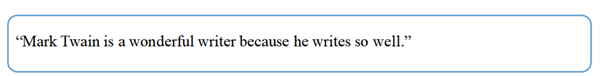 “Mark Twain is a wonderful writer because he writes so well.”